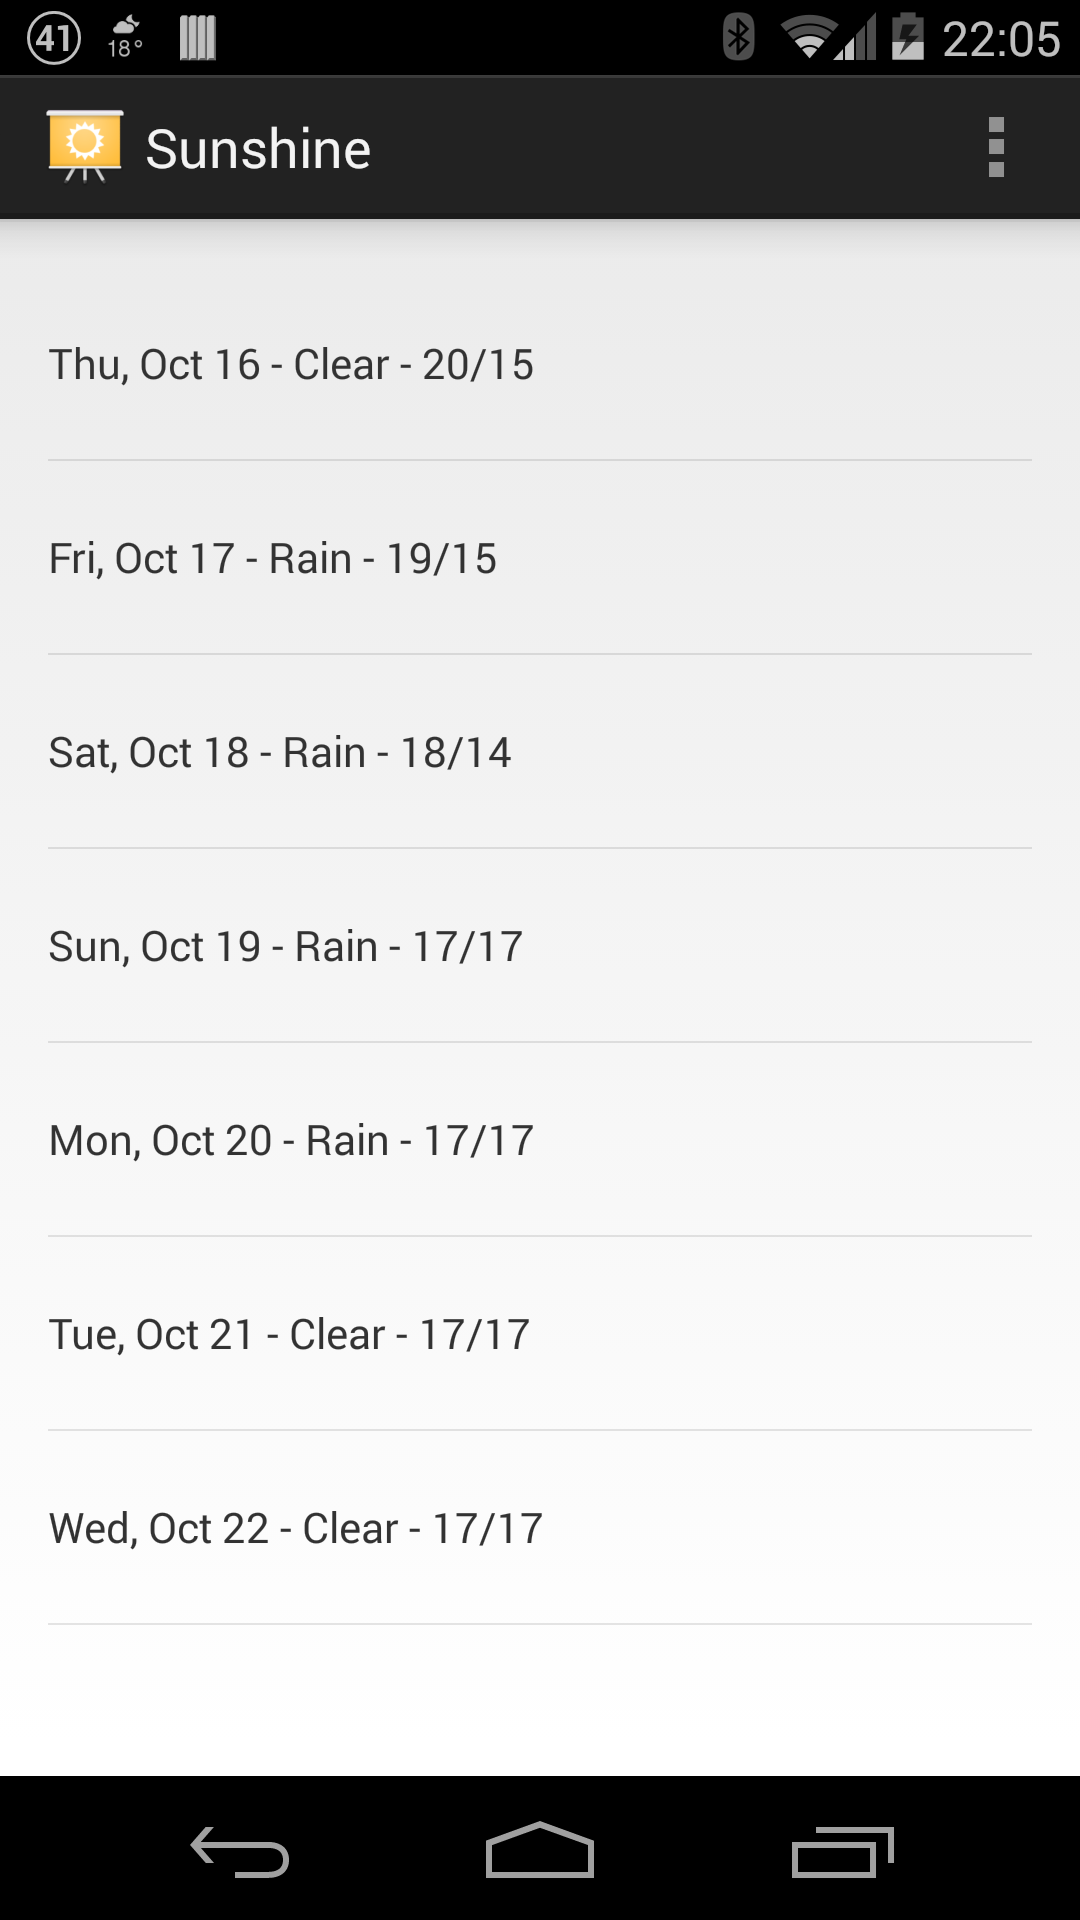 41 18° 22:05
Sunshine
Thu, Oct 16 - Clear - 20/15
Fri, Oct 17 - Rain - 19/15
Sat, Oct 18 - Rain - 18/14
Sun, Oct 19 - Rain - 17/17
Mon, Oct 20 - Rain - 17/17
Tue, Oct 21 - Clear - 17/17
Wed, Oct 22 - Clear - 17/17